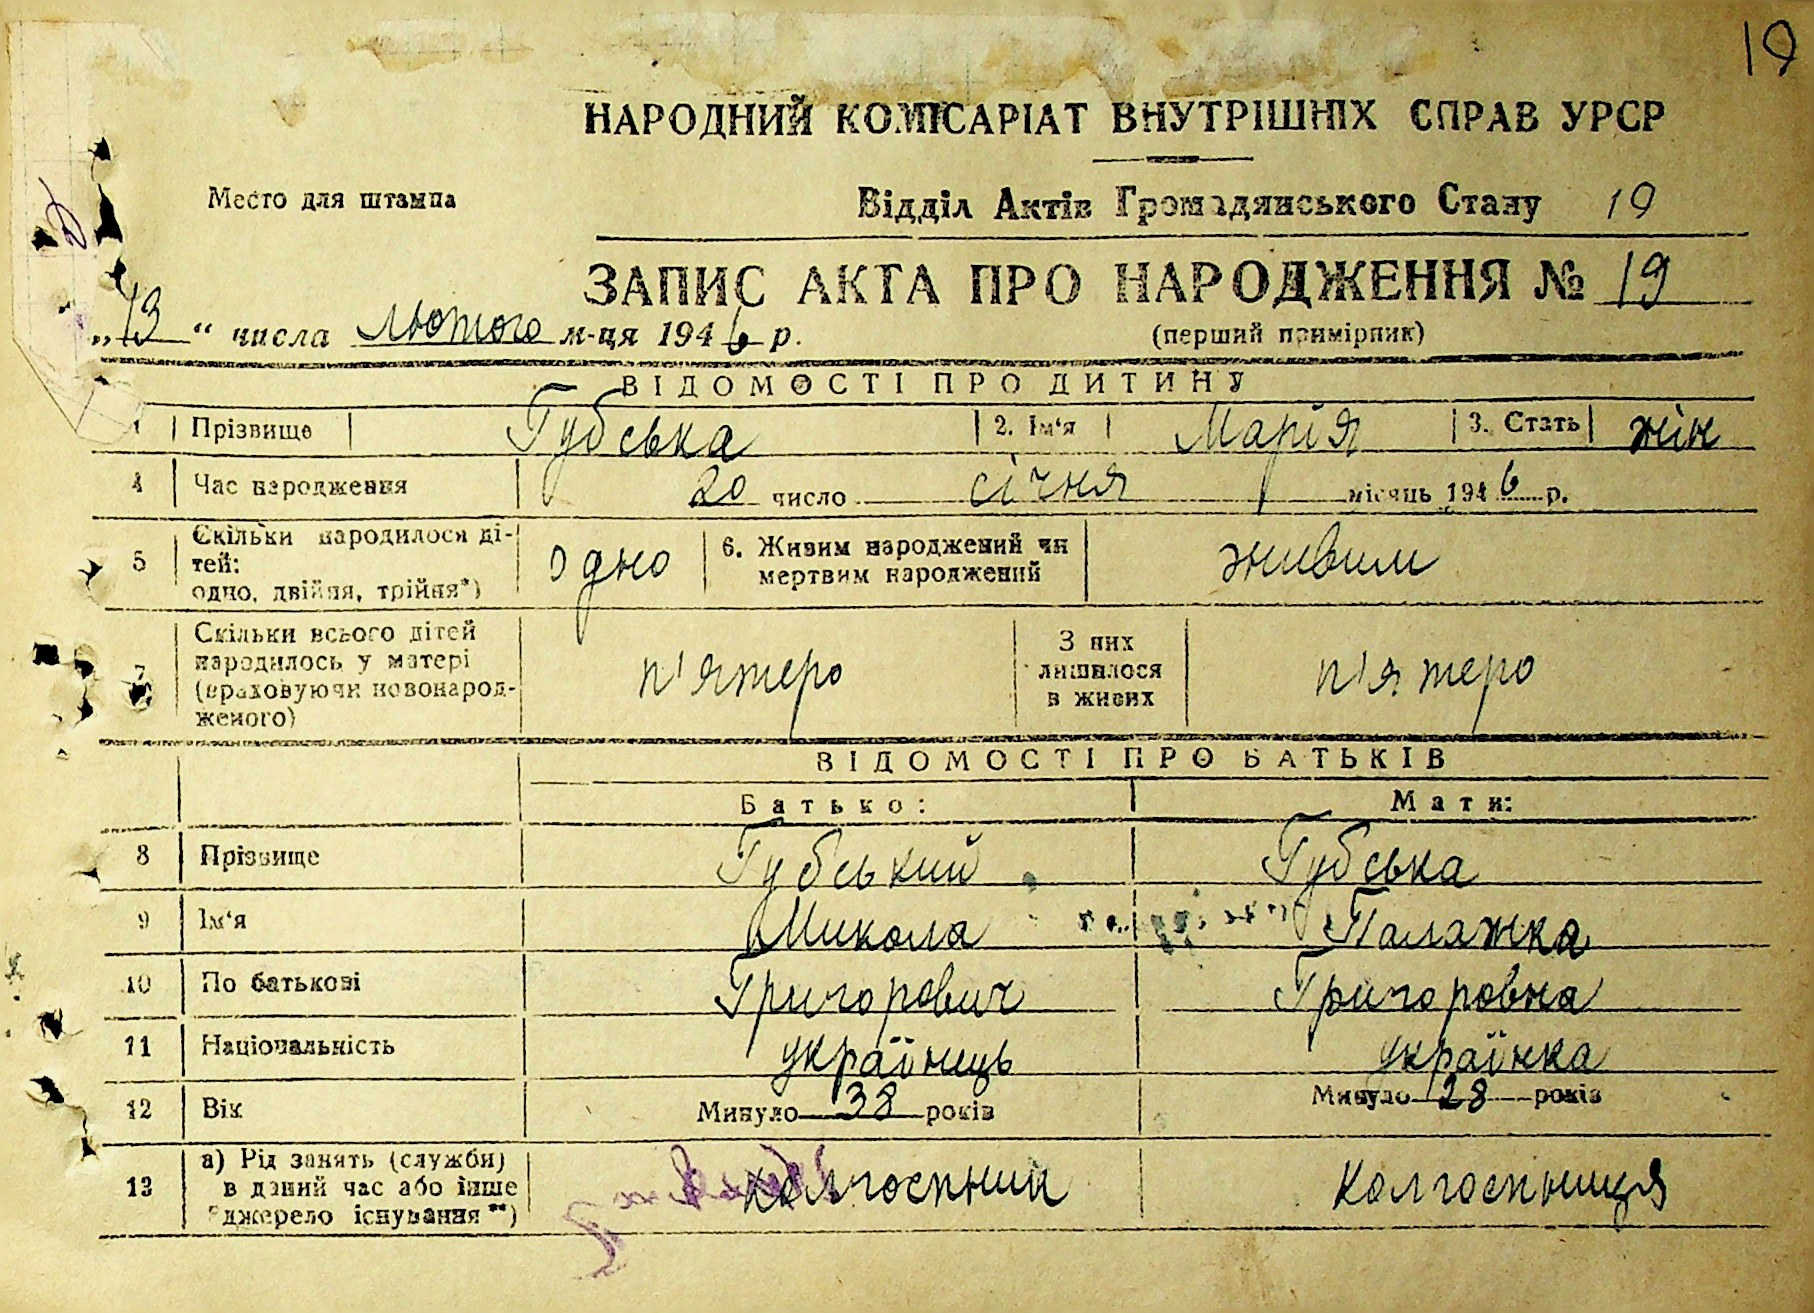 19
НАРОДНИЙ КОМІСАРІАТ ВНУТРІШНІХ СПРАВ УРСР
Место для штампа
Відділ Актів Громадянського Стану 19
ЗАПИС АКТА ПРО НАРОДЖЕННЯ № 19
„13“ числа лютого м-ця 1946 р.
(перший примірник)
ВІДОМОСТІ ПРО ДИТИНУ
1 Прізвище Губська 2. Ім‘я Марія 3. Стать жін
4 Час народження 20 число січня місяць 1946 р.
5 Скільки народилося ді-
тей:
одно, двійня, трійня*) одно 6. Живим народжений чи
мертвим народжений живим
7 Скільки всього дітей
народилось у матері
(враховуючи новонарод-
женого) п'ятеро З них
лишилося
в живих п'ятеро
ВІДОМОСТІ ПРО БАТЬКІВ
Батько: Мати:
8 Прізвище Губський Губська
9 Ім‘я Микола Палажка
10 По батькові Григорович Григоровна
11 Національність українець українка
12 Вік Минуло 38 років Минуло 28 років
13 а) Рід занять (служби)
в даний час або інше
джерело існування**) колгоспник колгоспниця